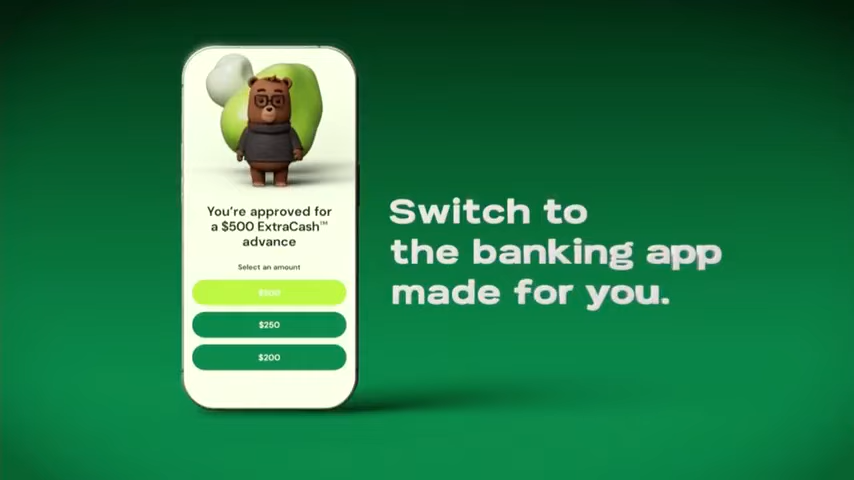 You're approved for
a $500 ExtraCash™
advance
Select an amount
$500
$250
$200
Switch to
the banking app
made for you.